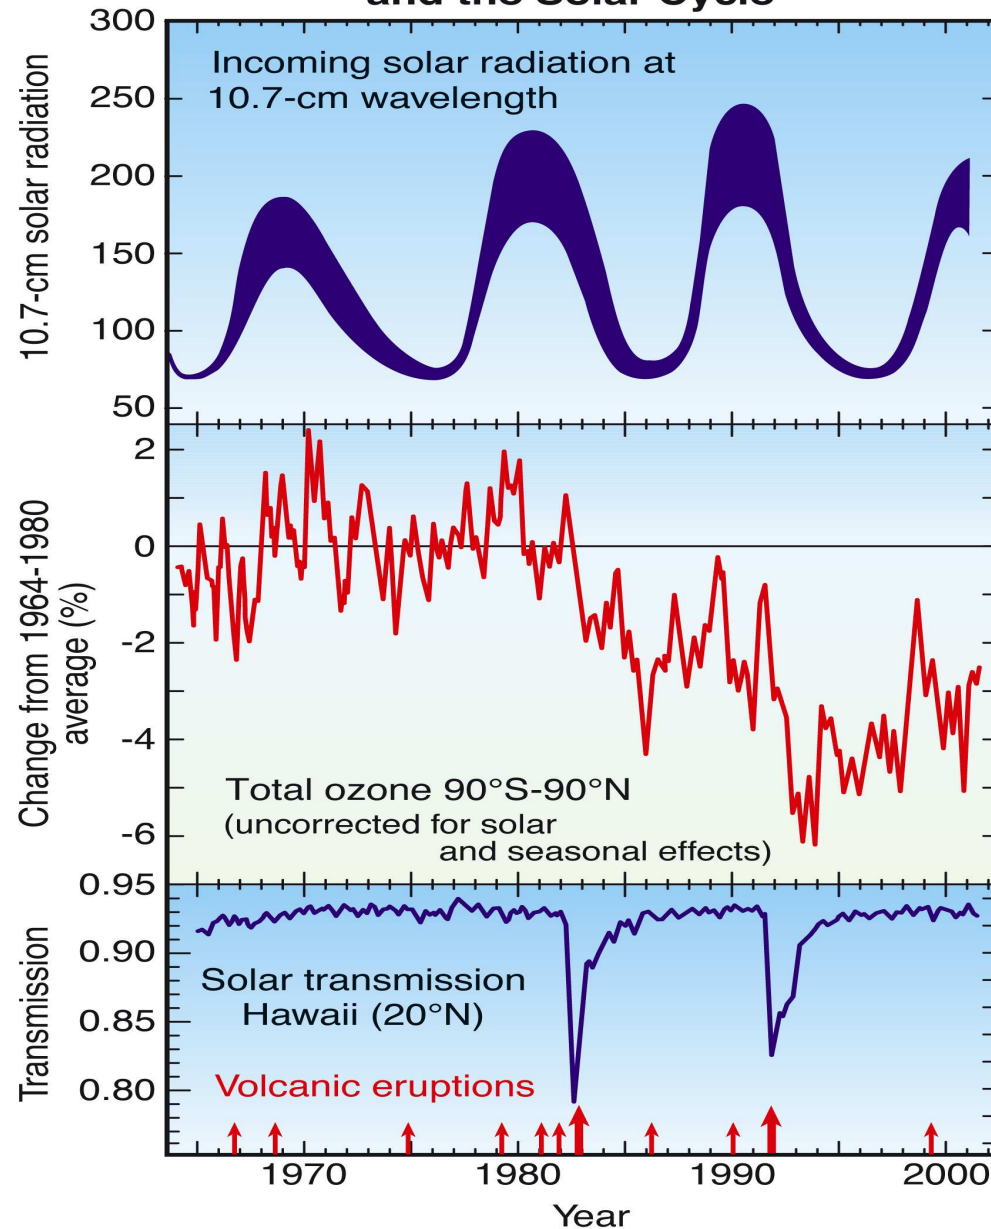 and the Solar Cycle
300
250
200
150
100
50
10.7-cm solar radiation
Incoming solar radiation at
10.7-cm wavelength
2
0
-2
-4
-6
Change from 1964-1980
average (%)
Total ozone 90°S-90°N
(uncorrected for solar
and seasonal effects)
0.95
0.90
0.85
0.80
Transmission
Solar transmission
Hawaii (20°N)
Volcanic eruptions
1970
1980
1990
2000
Year